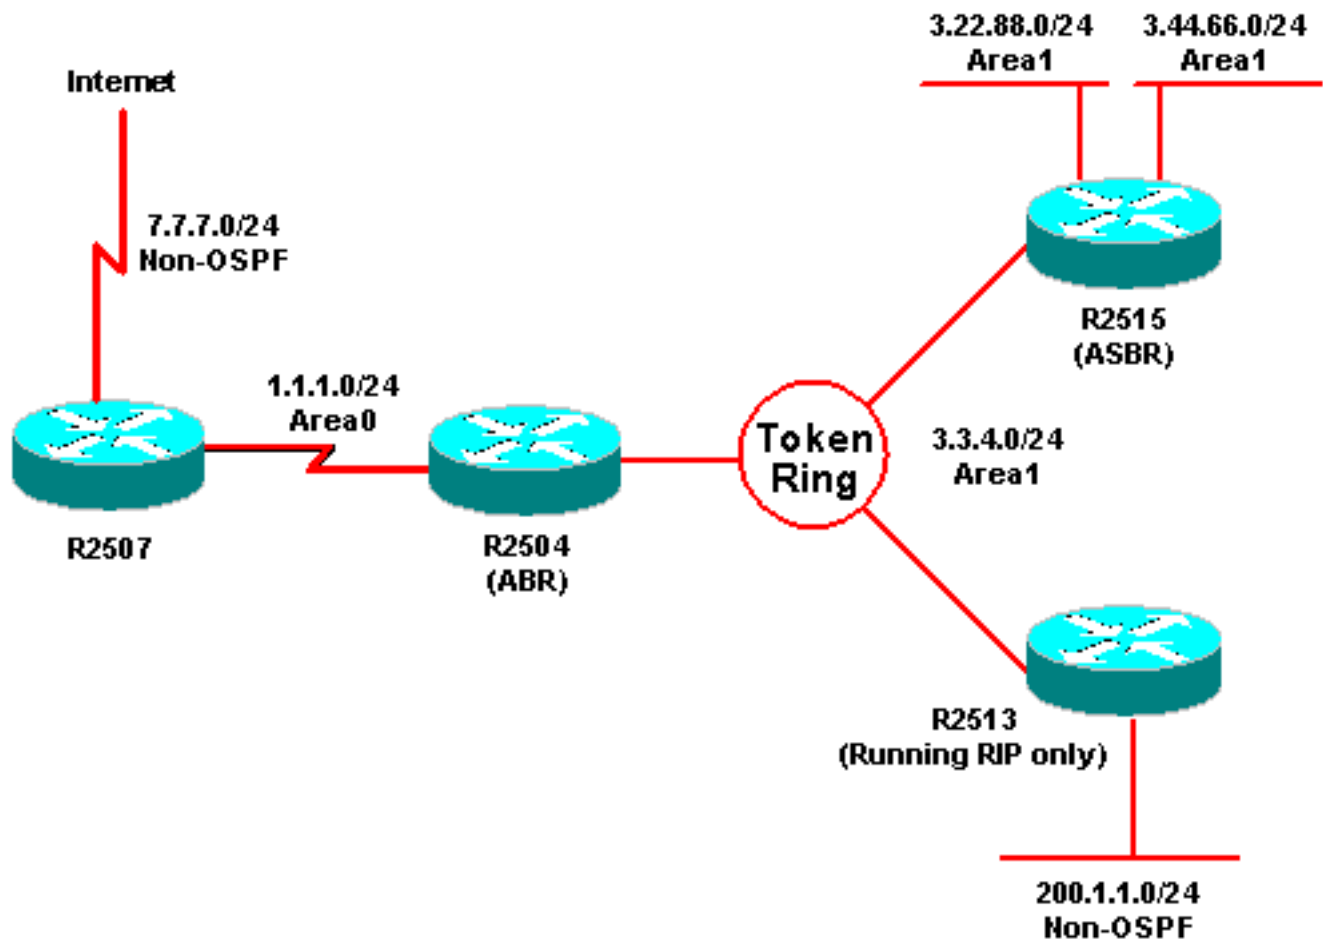 3.22.88.0/24
Area1
3.44.66.0/24
Area1
Internet
7.7.7.0/24
Non-OSPF
R2515
(ASBR)
1.1.1.0/24
Area0
Token
Ring
3.3.4.0/24
Area1
R2507
R2504
(ABR)
R2513
(Running RIP only)
200.1.1.0/24
Non-OSPF